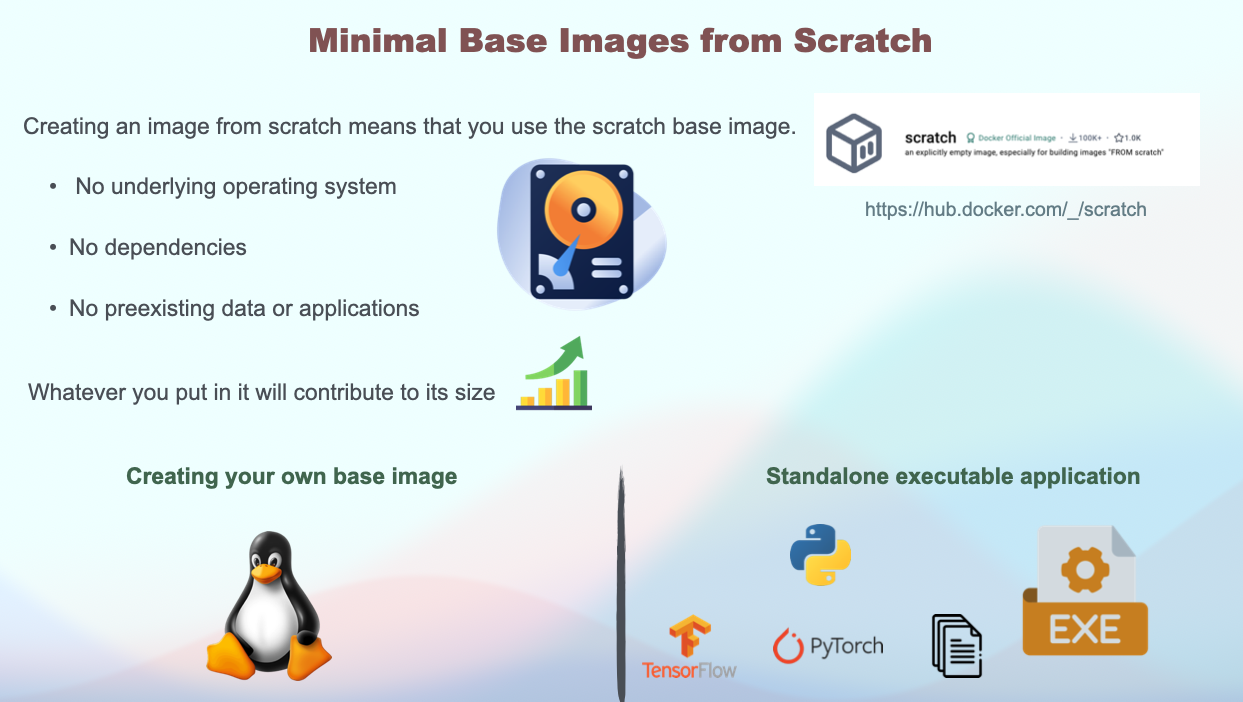 Minimal Base Images from Scratch
Creating an image from scratch means that you use the scratch base image.
• No underlying operating system
• No dependencies
• No preexisting data or applications
Whatever you put in it will contribute to its size
scratch Docker Official Image · 100K+ · 1.0K
an explicitly empty image, especially for building images "FROM scratch"
https://hub.docker.com/_/scratch
Creating your own base image
Standalone executable application
TensorFlow
PyTorch
EXE